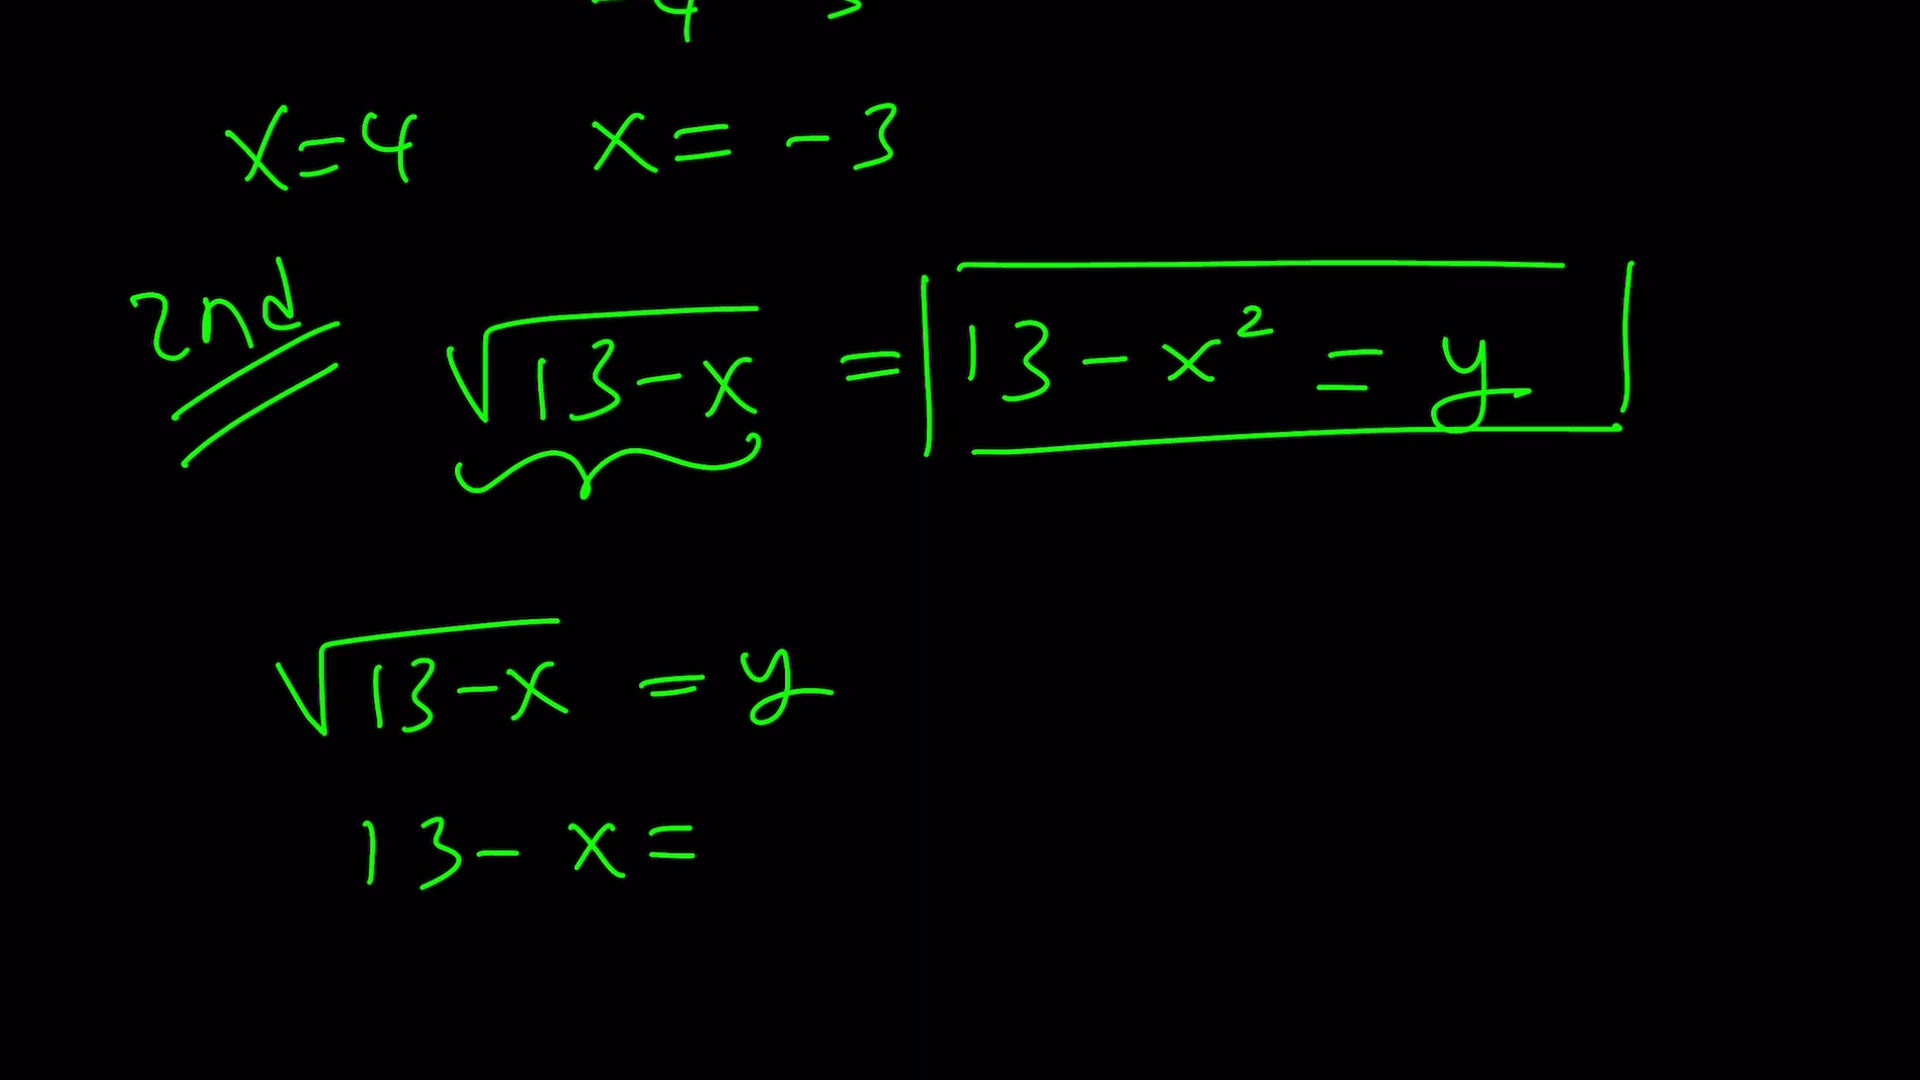 x=4 x= -3
2nd √13-x = 13-x² = y
√13-x = y
13-x=